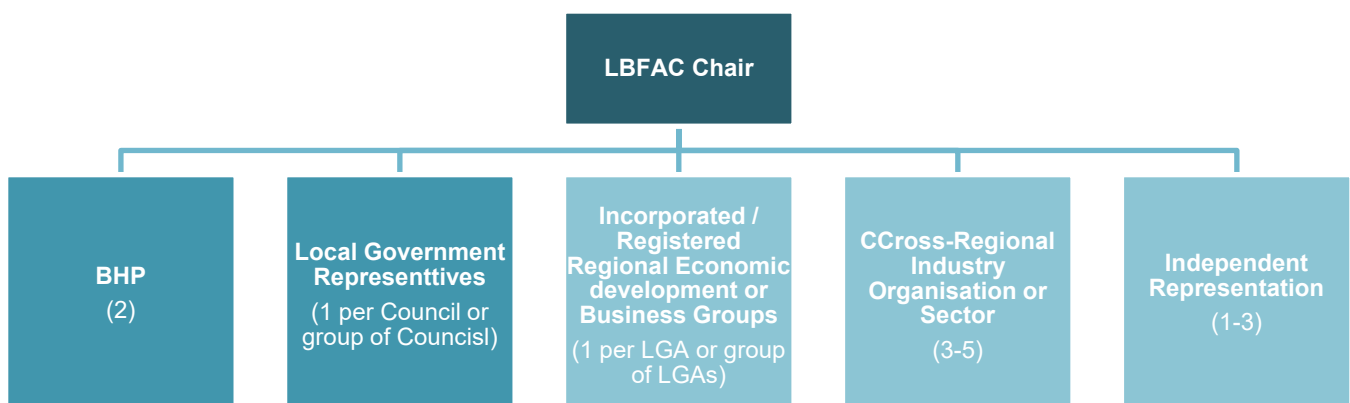 LBFAC Chair
BHP
(2)
Local Government
Representtives
(1 per Council or
group of Councisl)
Incorporated /
Registered
Regional Economic
development or
Business Groups
(1 per LGA or group
of LGAs)
CCross-Regional
Industry
Organisation or
Sector
(3-5)
Independent
Representation
(1-3)